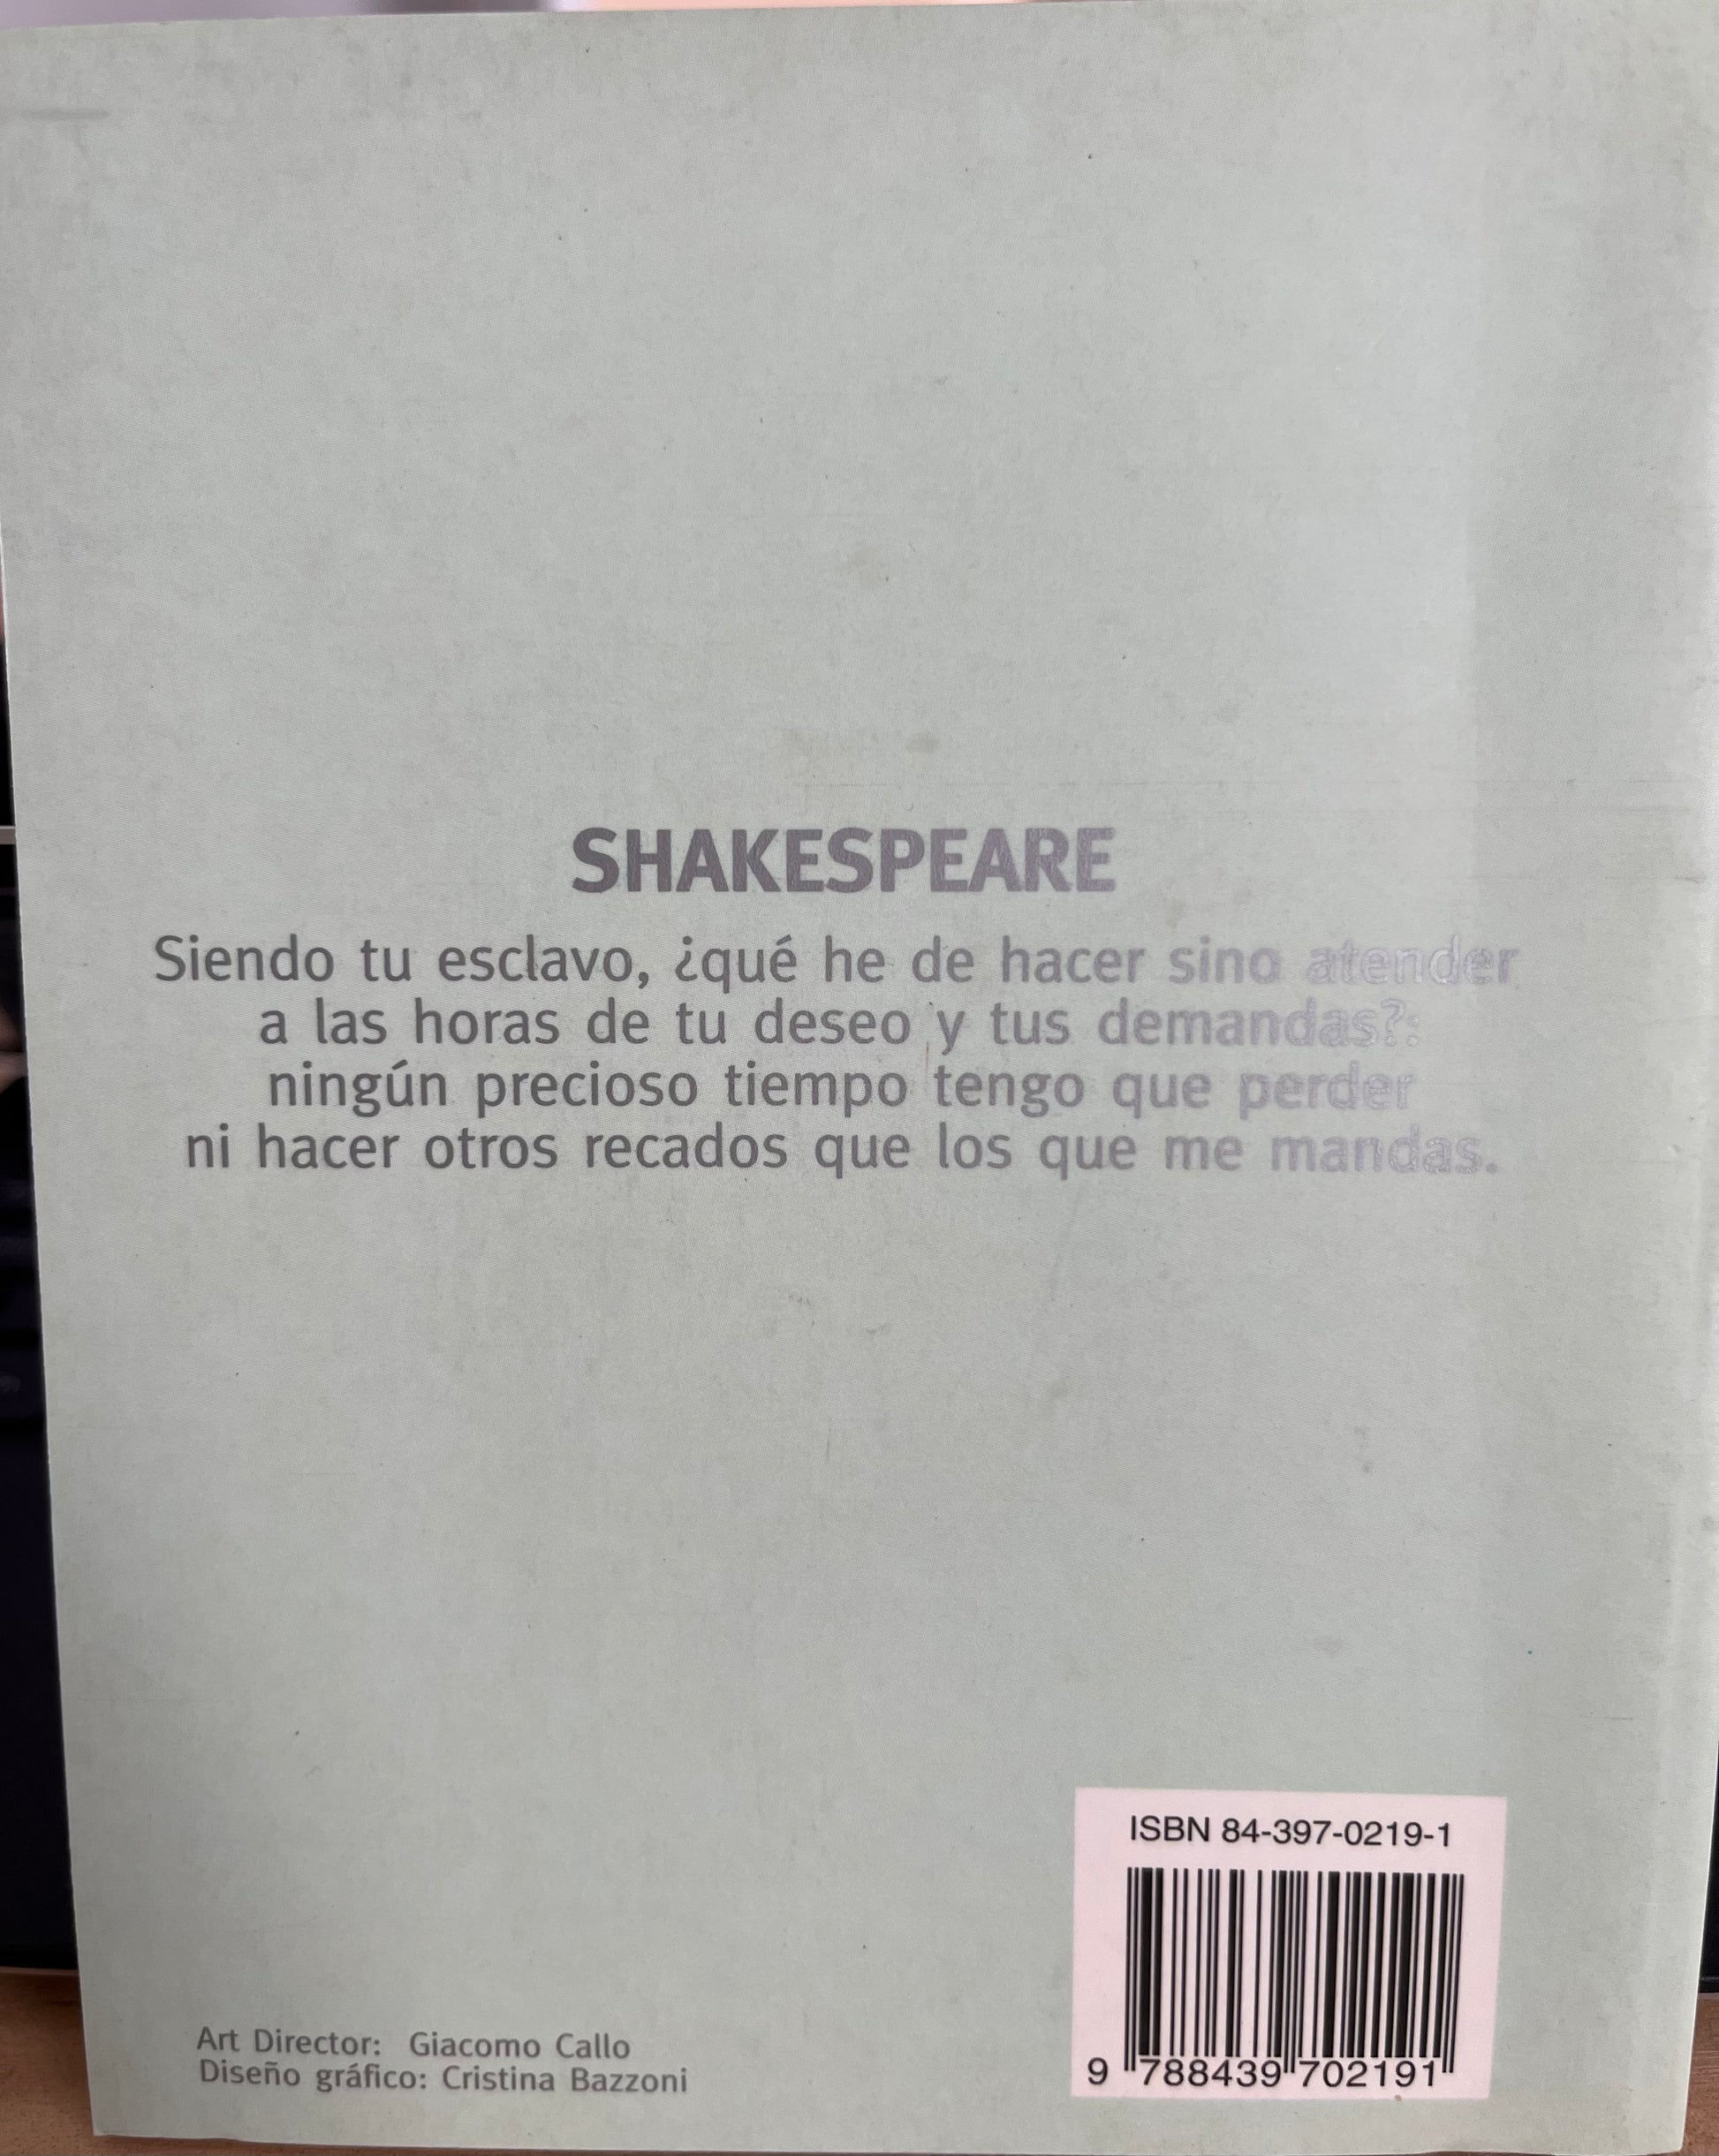 SHAKESPEARE
Siendo tu esclavo, ¿qué he de hacer sino atender
a las horas de tu deseo y tus demandas?:
ningún precioso tiempo tengo que perder
ni hacer otros recados que los que me mandas.
ISBN 84-397-0219-1
9 788439 702191
Art Director: Giacomo Callo
Diseño gráfico: Cristina Bazzoni